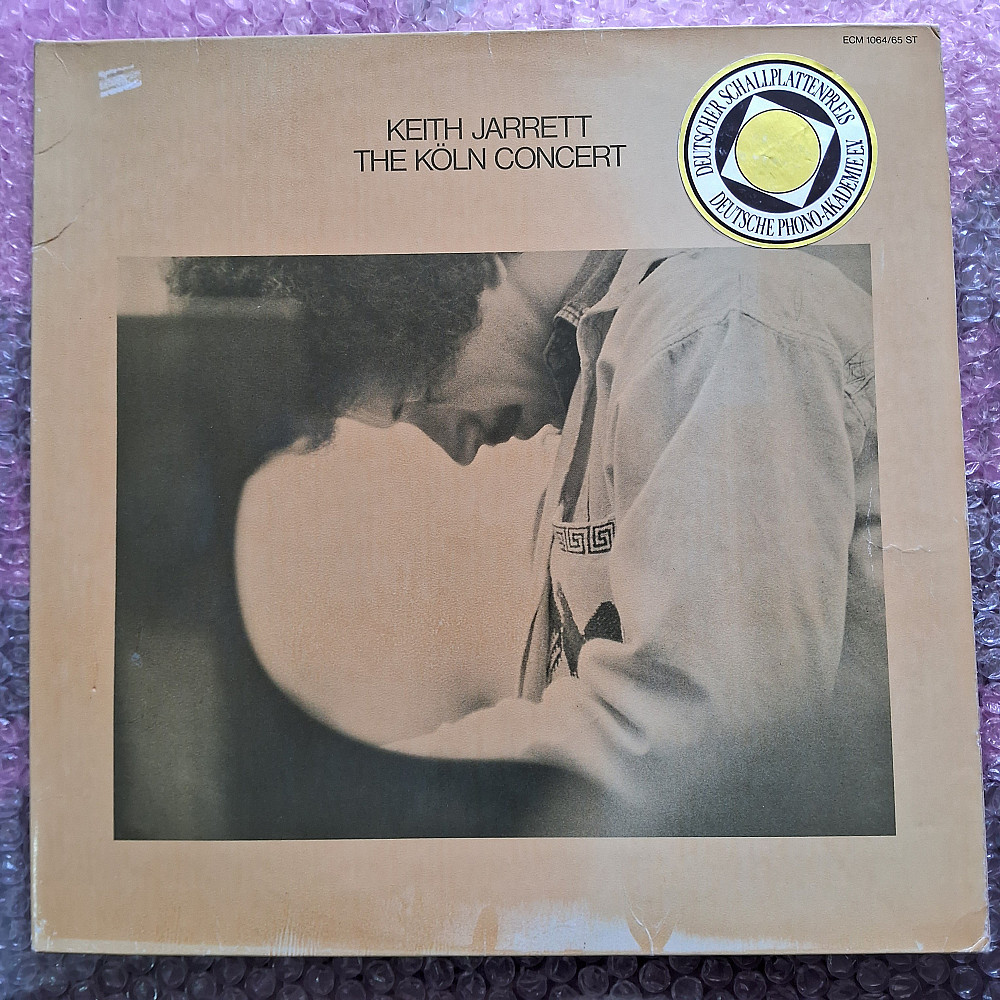 ECM 1064/65 ST
KEITH JARRETT
THE KÖLN CONCERT
DEUTSCHER SCHALLPLATTENPREIS
DEUTSCHE PHONO-AKADEMIE E.V.